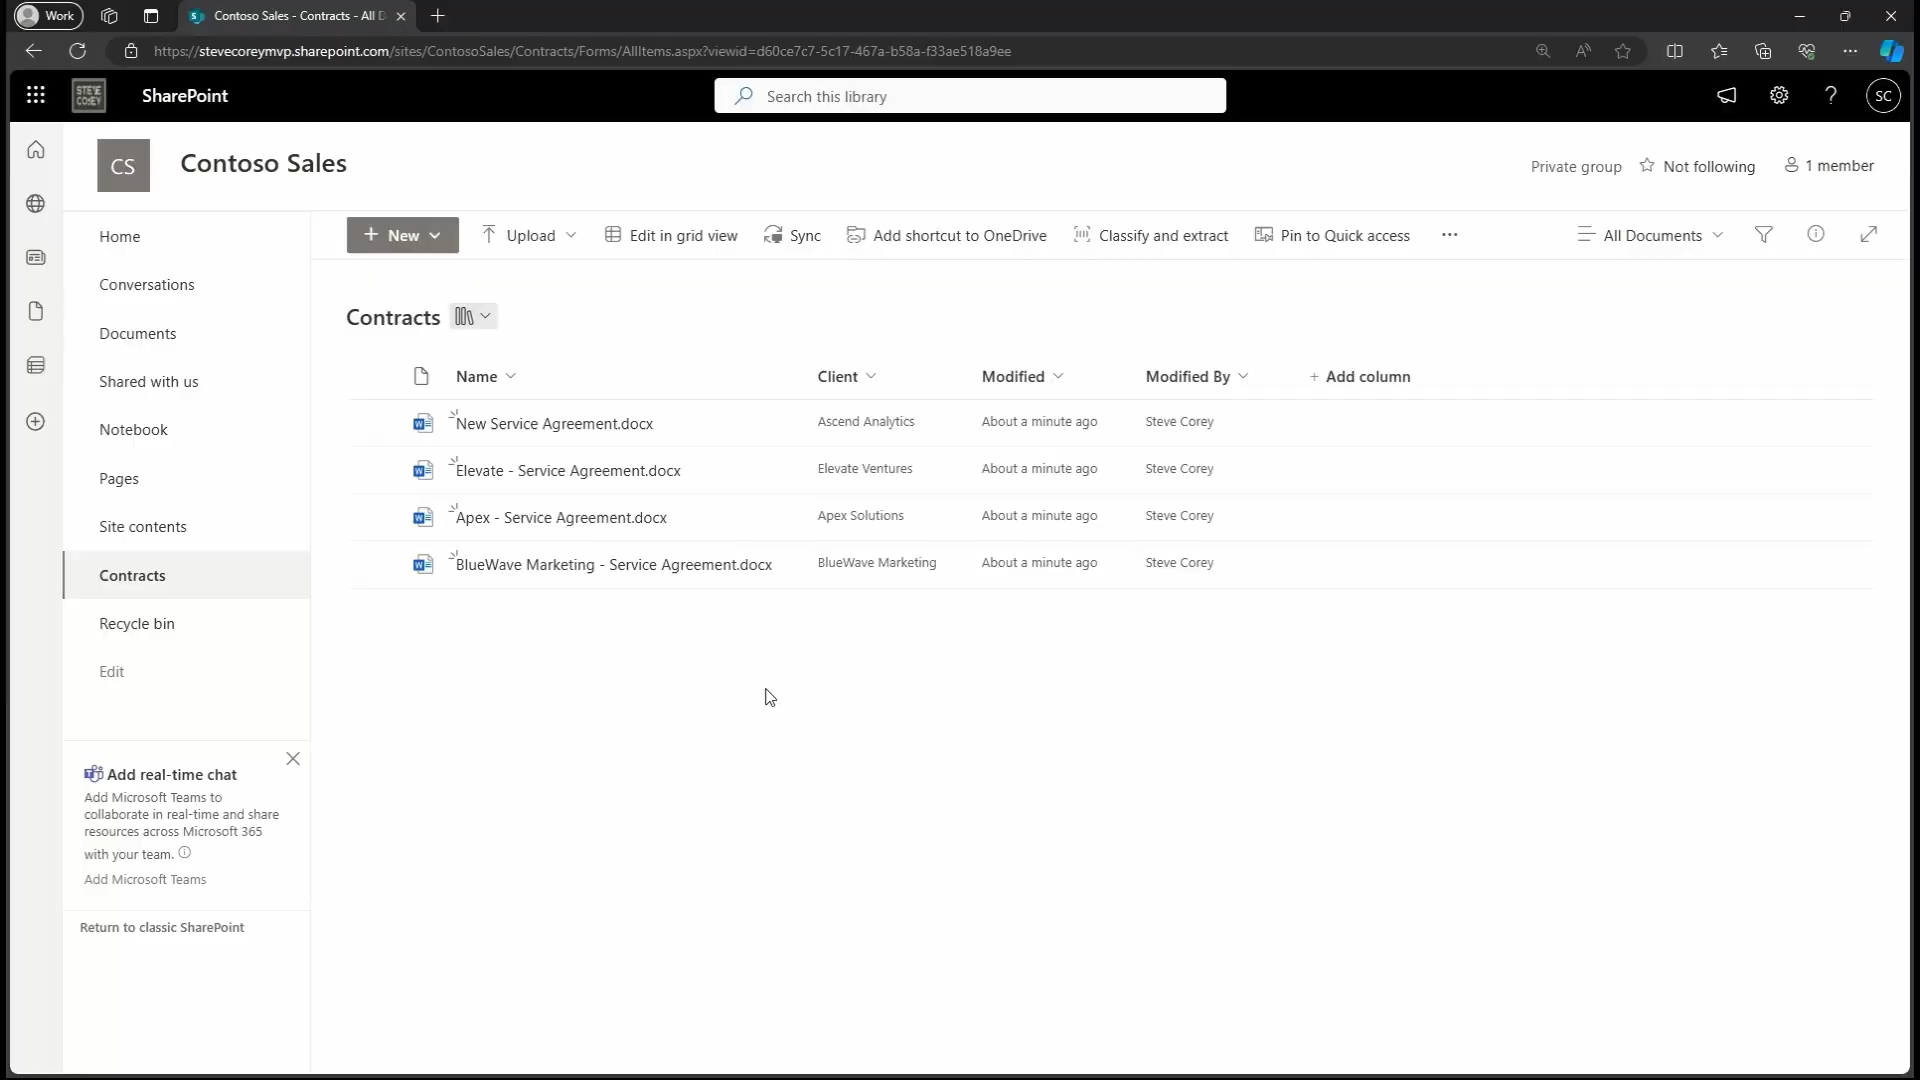 Work
Contoso Sales - Contracts - All D
https://stevecoreymvp.sharepoint.com/sites/ContosoSales/Contracts/Forms/AllItems.aspx?viewid=d60ce7c7-5c17-467a-b58a-f33ae518a9ee
STEVE
COREY
SharePoint
Search this library
SC
CS
Contoso Sales
Private group
Not following
1 member
Home
Conversations
Documents
Shared with us
Notebook
Pages
Site contents
Contracts
Recycle bin
Edit
Add real-time chat
Add Microsoft Teams to
collaborate in real-time and share
resources across Microsoft 365
with your team.
Add Microsoft Teams
Return to classic SharePoint
+ New
Upload
Edit in grid view
Sync
Add shortcut to OneDrive
Classify and extract
Pin to Quick access
All Documents
Contracts
Name Client Modified Modified By + Add column
New Service Agreement.docx Ascend Analytics About a minute ago Steve Corey
Elevate - Service Agreement.docx Elevate Ventures About a minute ago Steve Corey
Apex - Service Agreement.docx Apex Solutions About a minute ago Steve Corey
BlueWave Marketing - Service Agreement.docx BlueWave Marketing About a minute ago Steve Corey